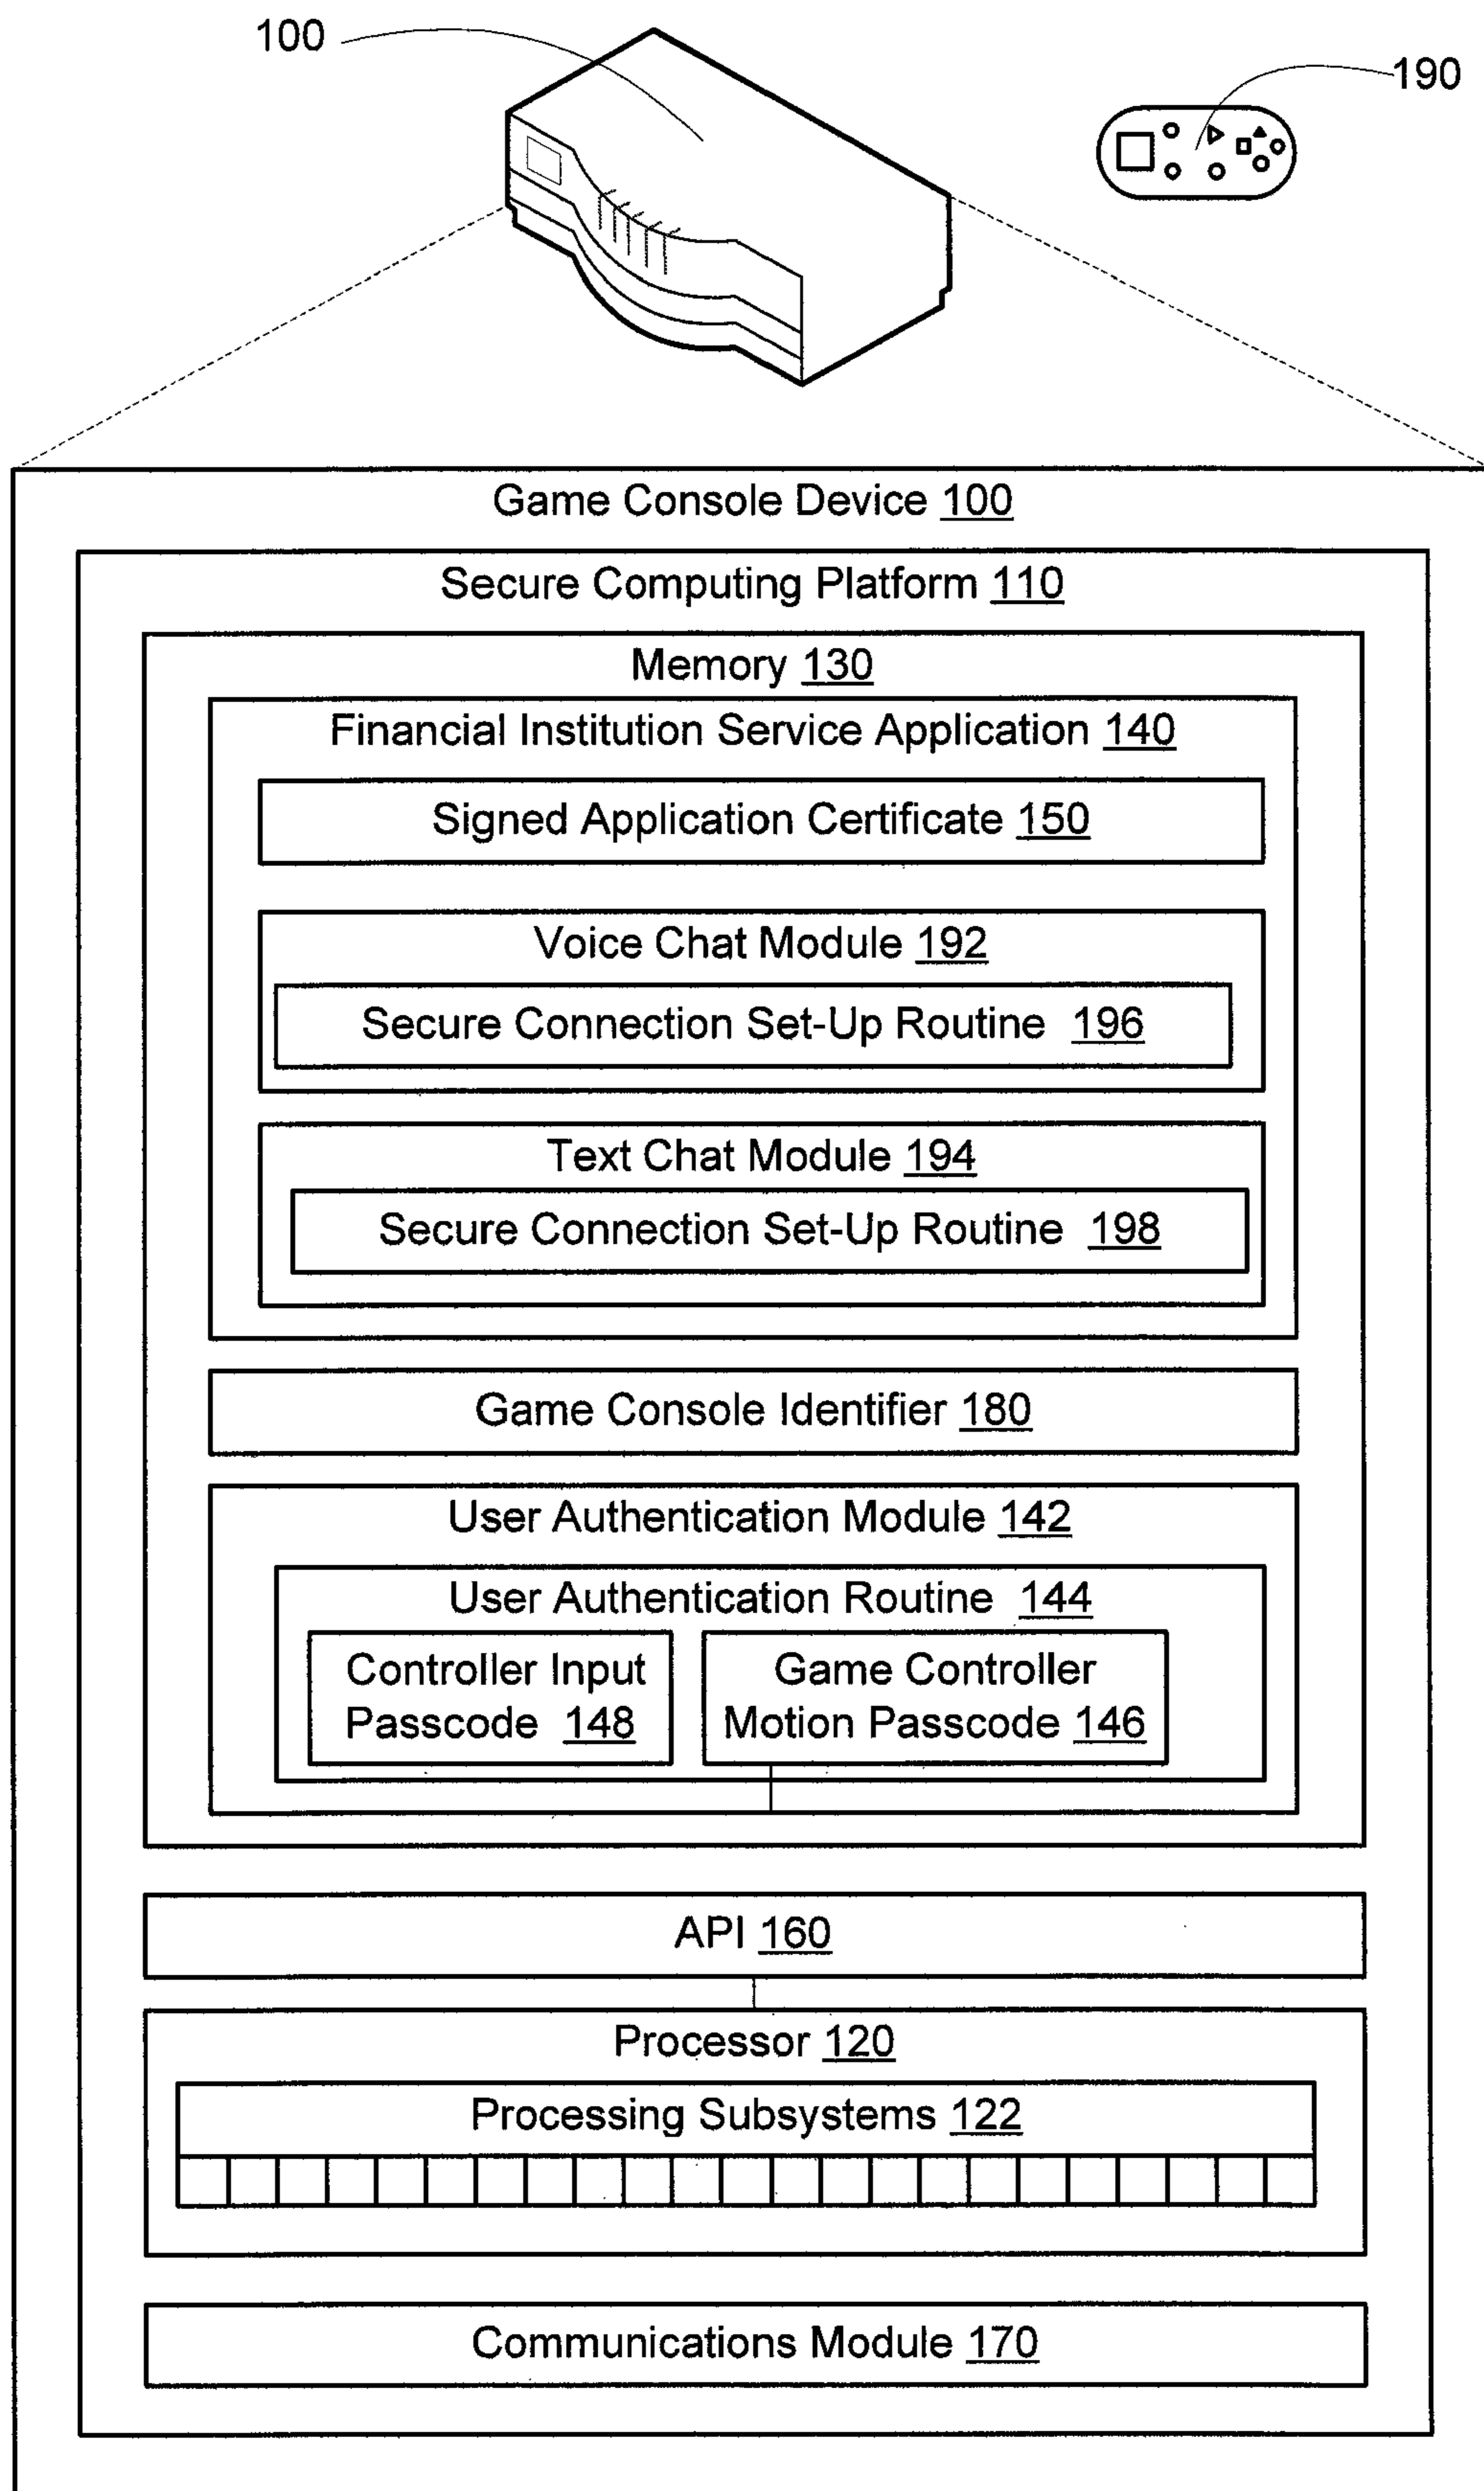 100
190
Game Console Device 100
Secure Computing Platform 110
Memory 130
Financial Institution Service Application 140
Signed Application Certificate 150
Voice Chat Module 192
Secure Connection Set-Up Routine 196
Text Chat Module 194
Secure Connection Set-Up Routine 198
Game Console Identifier 180
User Authentication Module 142
User Authentication Routine 144
Controller Input
Passcode 148
Game Controller
Motion Passcode 146
API 160
Processor 120
Processing Subsystems 122
Communications Module 170